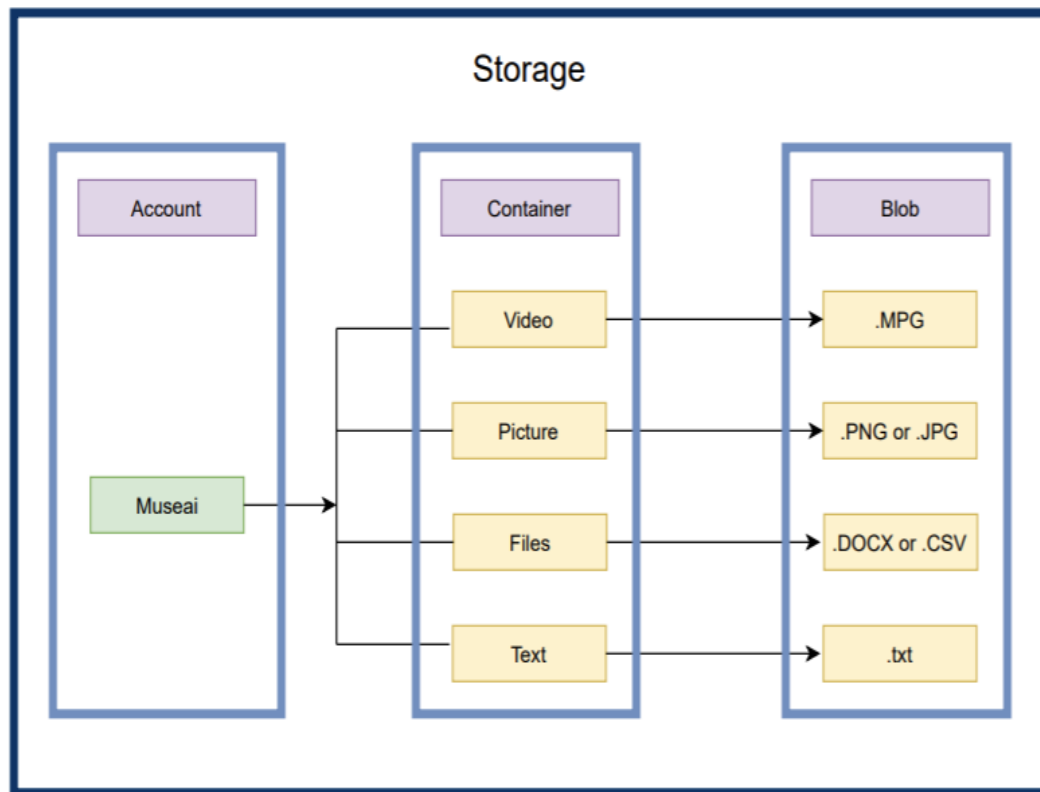 Storage
Account
Container
Blob
Video
.MPG
Picture
.PNG or .JPG
Museai
Files
.DOCX or .CSV
Text
.txt